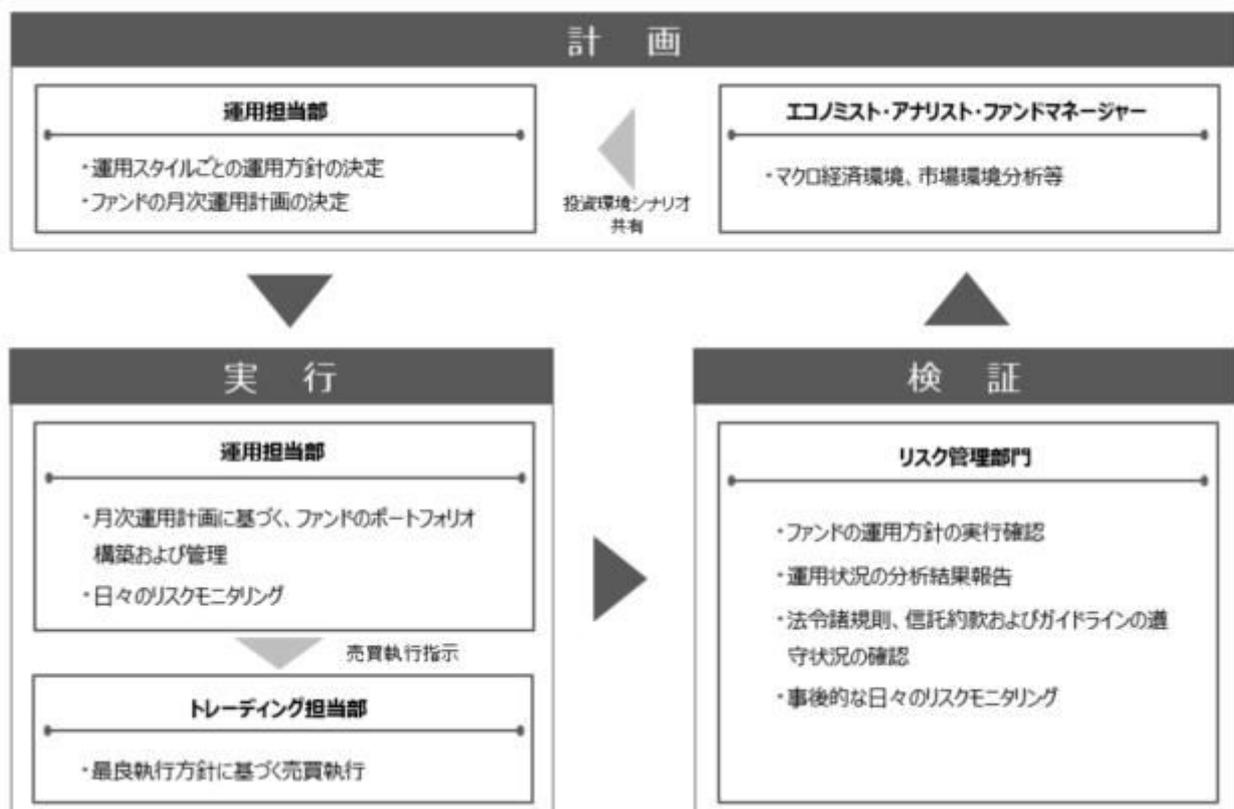 計 画
運用担当部
・運用スタイルごとの運用方針の決定
・ファンドの月次運用計画の決定
投資環境シナリオ
共有
エコノミスト・アナリスト・ファンドマネージャー
・マクロ経済環境、市場環境分析等
実 行
運用担当部
・月次運用計画に基づく、ファンドのポートフォリオ
構築および管理
・日々のリスクモニタリング
売買執行指示
トレーディング担当部
・最良執行方針に基づく売買執行
検 証
リスク管理部門
・ファンドの運用方針の実行確認
・運用状況の分析結果報告
・法令諸規則、信託約款およびガイドラインの遵
守状況の確認
・事後的な日々のリスクモニタリング